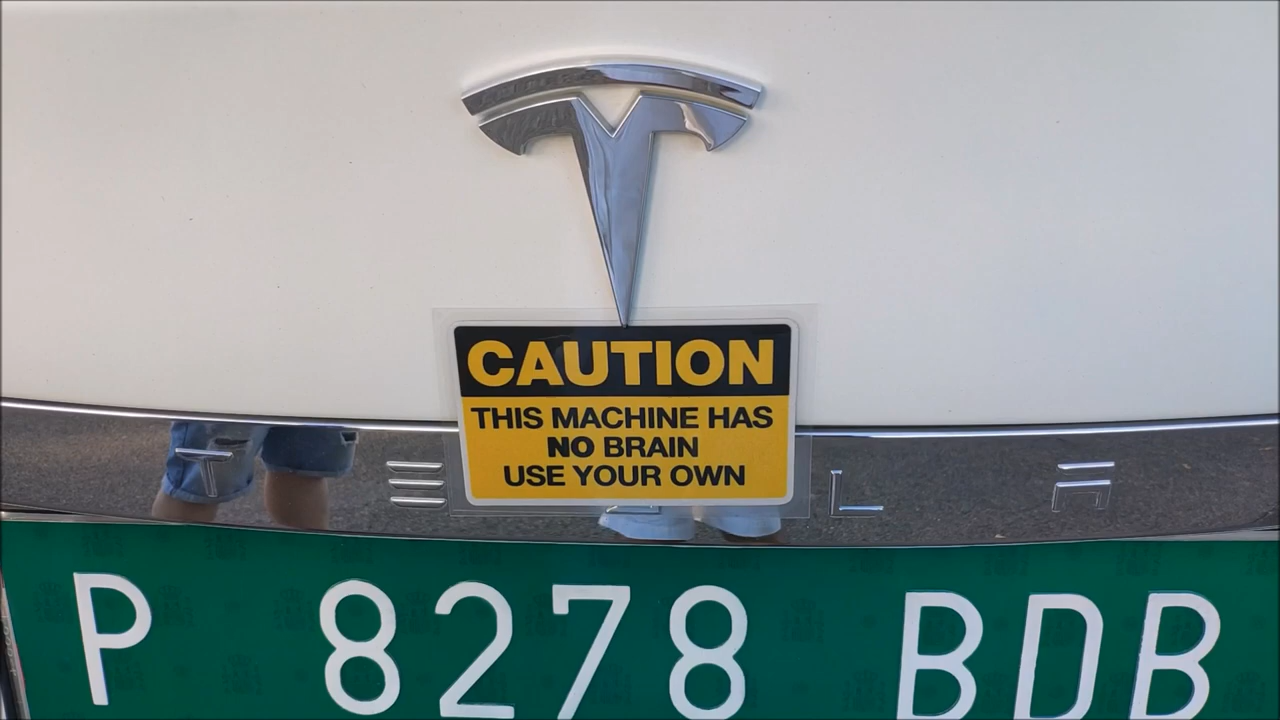 CAUTION
THIS MACHINE HAS
NO BRAIN
USE YOUR OWN
T E S L A
P 8278 BDB